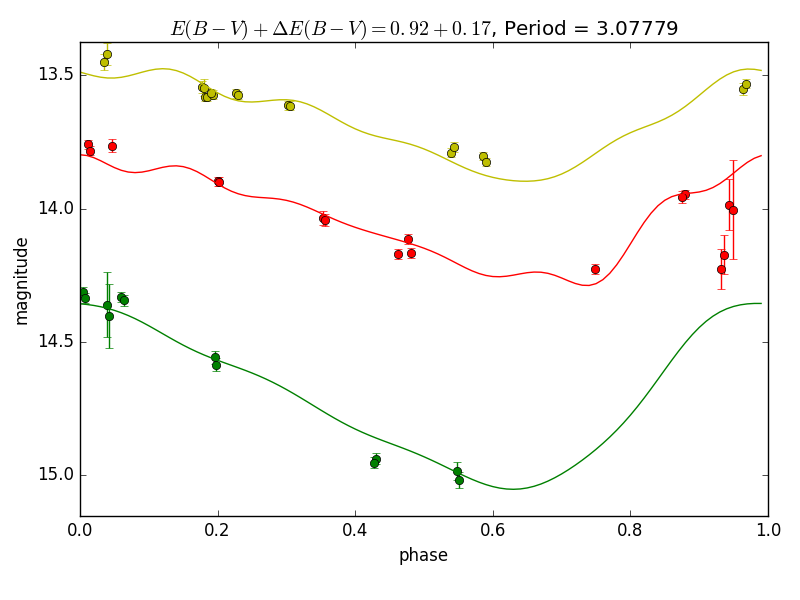 E(B − V) + ΔE(B − V) = 0.92 + 0.17, Period = 3.07779
13.5
14.0
14.5
15.0
magnitude
0.0 0.2 0.4 0.6 0.8 1.0
phase